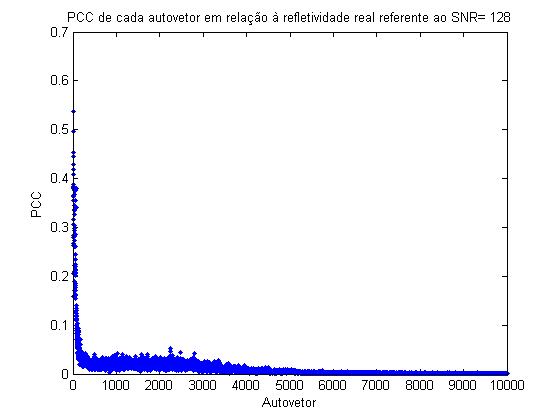 PCC de cada autovetor em relação à refletividade real referente ao SNR= 128
0.7
0.6
0.5
0.4
0.3
0.2
0.1
0
PCC
0 1000 2000 3000 4000 5000 6000 7000 8000 9000 10000
Autovetor